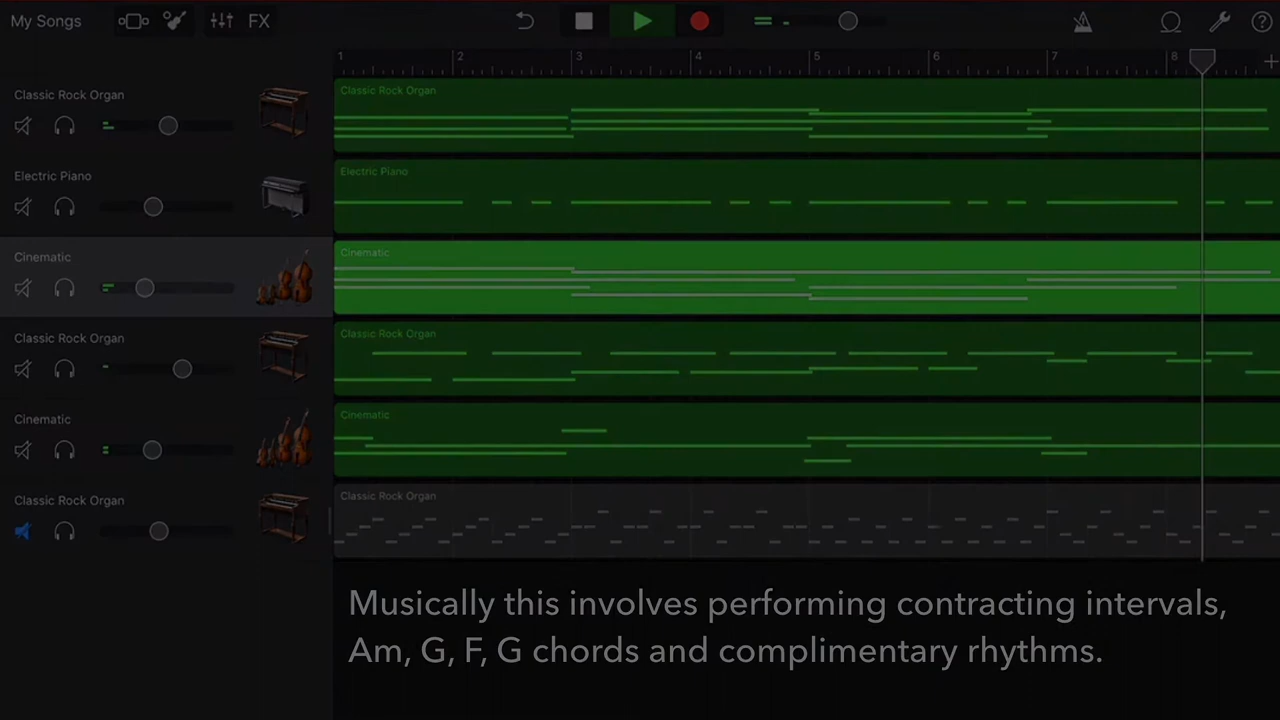 My Songs
FX
1 2 3 4 5 6 7 8
Classic Rock Organ
Classic Rock Organ
Electric Piano
Electric Piano
Cinematic
Cinematic
Classic Rock Organ
Classic Rock Organ
Cinematic
Cinematic
Classic Rock Organ
Classic Rock Organ
Musically this involves performing contracting intervals,
Am, G, F, G chords and complimentary rhythms.